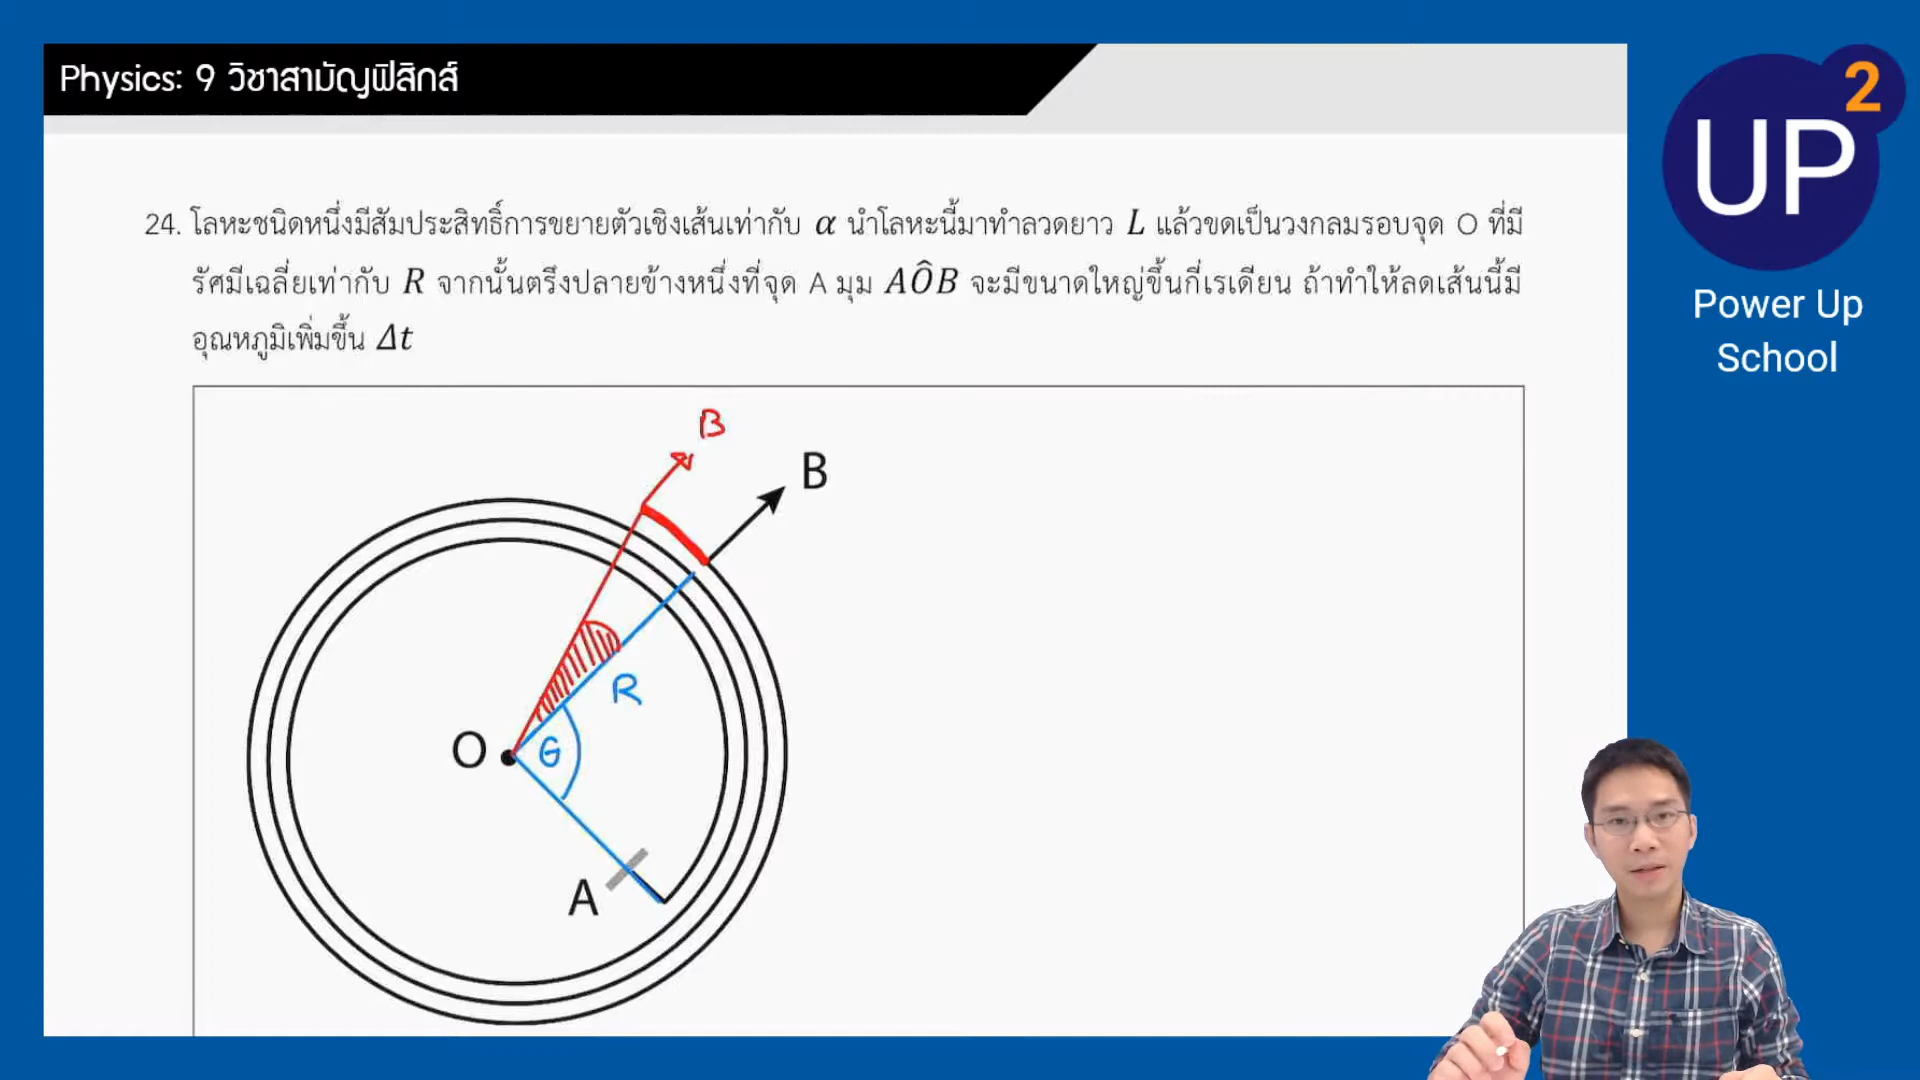 Physics: 9 วิชาสามัญฟิสิกส์
2
UP
Power Up
School
24. โลหะชนิดหนึ่งมีสัมประสิทธิ์การขยายตัวเชิงเส้นเท่ากับ α นำโลหะนี้มาทำลวดยาว L แล้วขดเป็นวงกลมรอบจุด O ที่มี
รัศมีเฉลี่ยเท่ากับ R จากนั้นตรึงปลายข้างหนึ่งที่จุด A มุม AÔB จะมีขนาดใหญ่ขึ้นกี่เรเดียน ถ้าทำให้ลดเส้นนี้มี
อุณหภูมิเพิ่มขึ้น Δt
B
B
R
O
θ
A